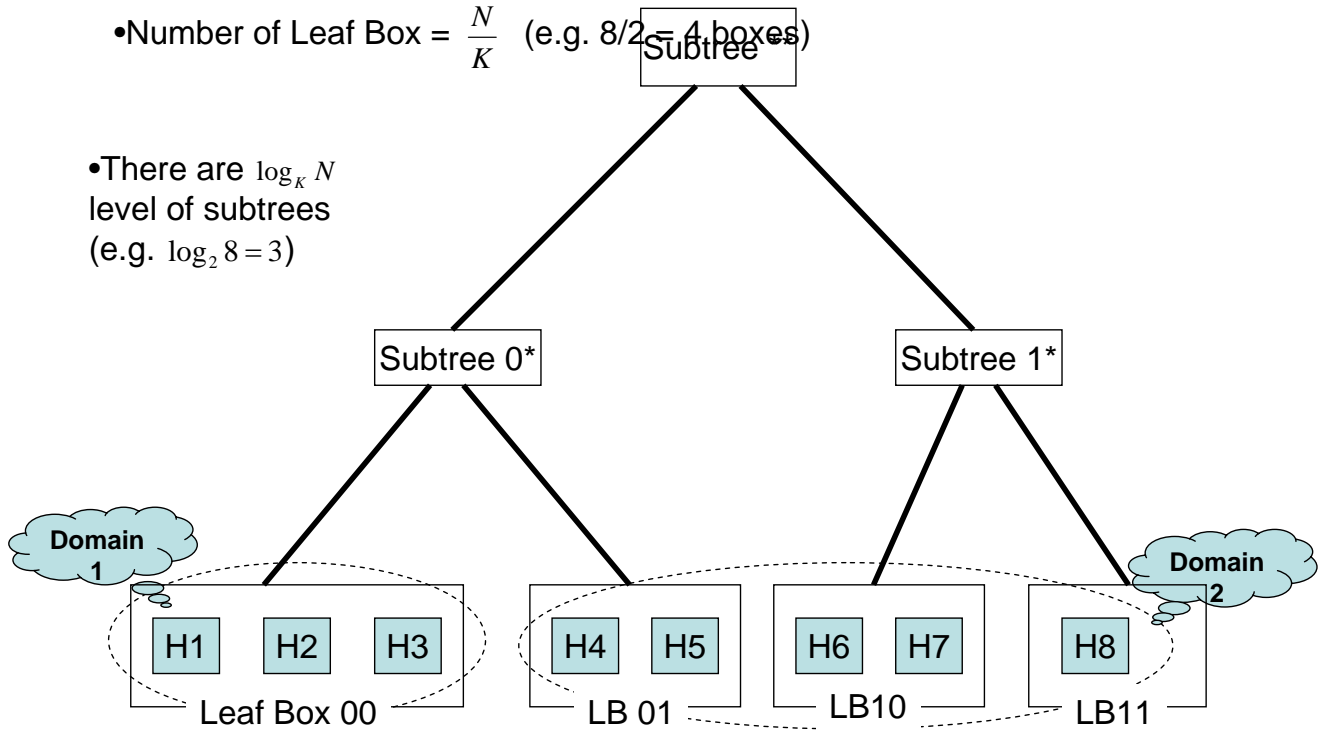 •Number of Leaf Box = N/K (e.g. 8/2 = 4 boxes)
Subtree **
•There are log_K N
level of subtrees
(e.g. log_2 8 = 3)
Subtree 0*
Subtree 1*
Domain
1
Domain
2
H1 H2 H3 H4 H5 H6 H7 H8
Leaf Box 00 LB 01 LB10 LB11